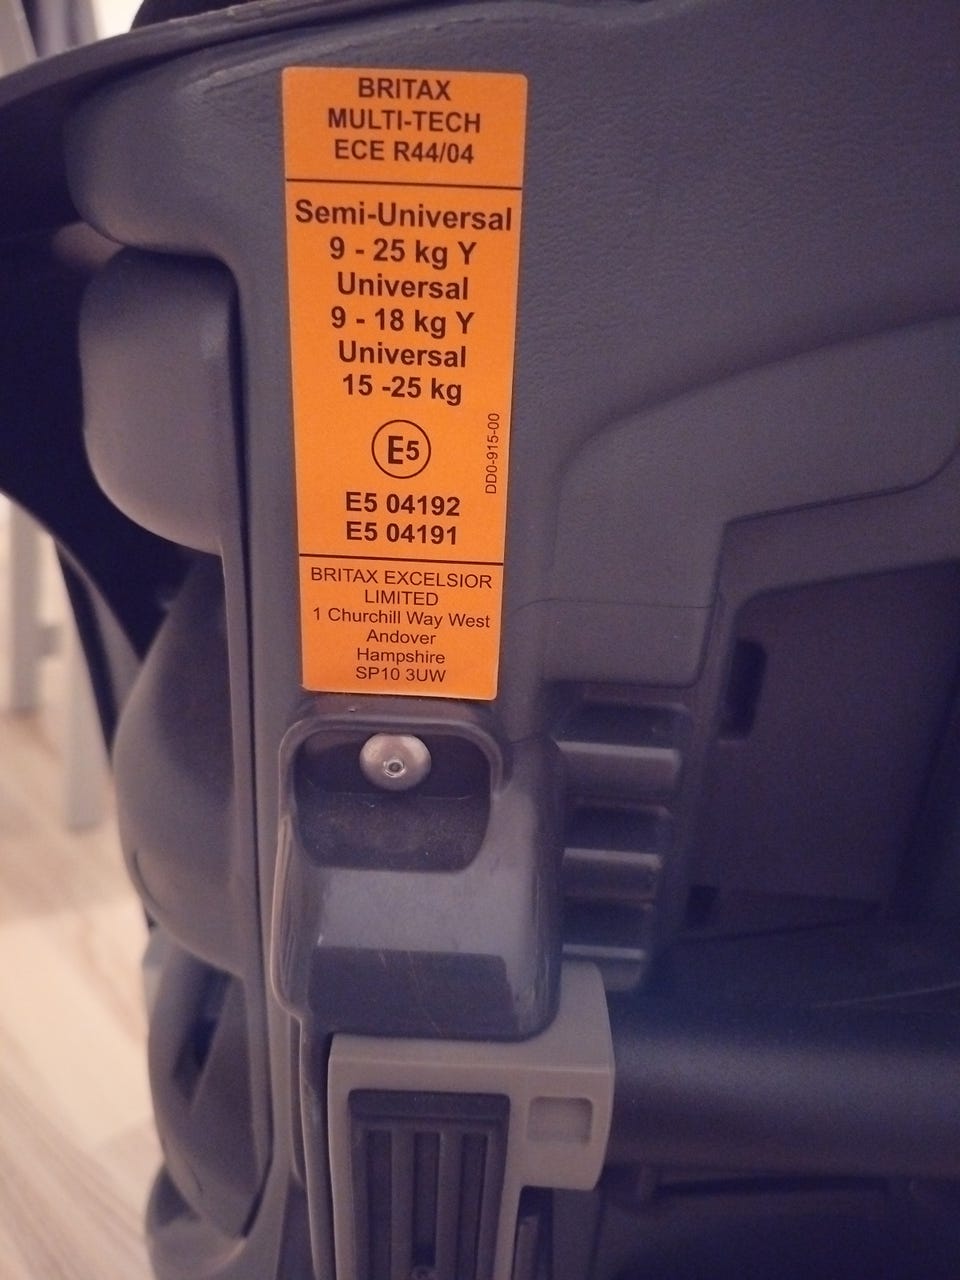 BRITAX
MULTI-TECH
ECE R44/04
Semi-Universal
9 - 25 kg Y
Universal
9 - 18 kg Y
Universal
15 -25 kg
E5
DD0-915-00
E5 04192
E5 04191
BRITAX EXCELSIOR
LIMITED
1 Churchill Way West
Andover
Hampshire
SP10 3UW